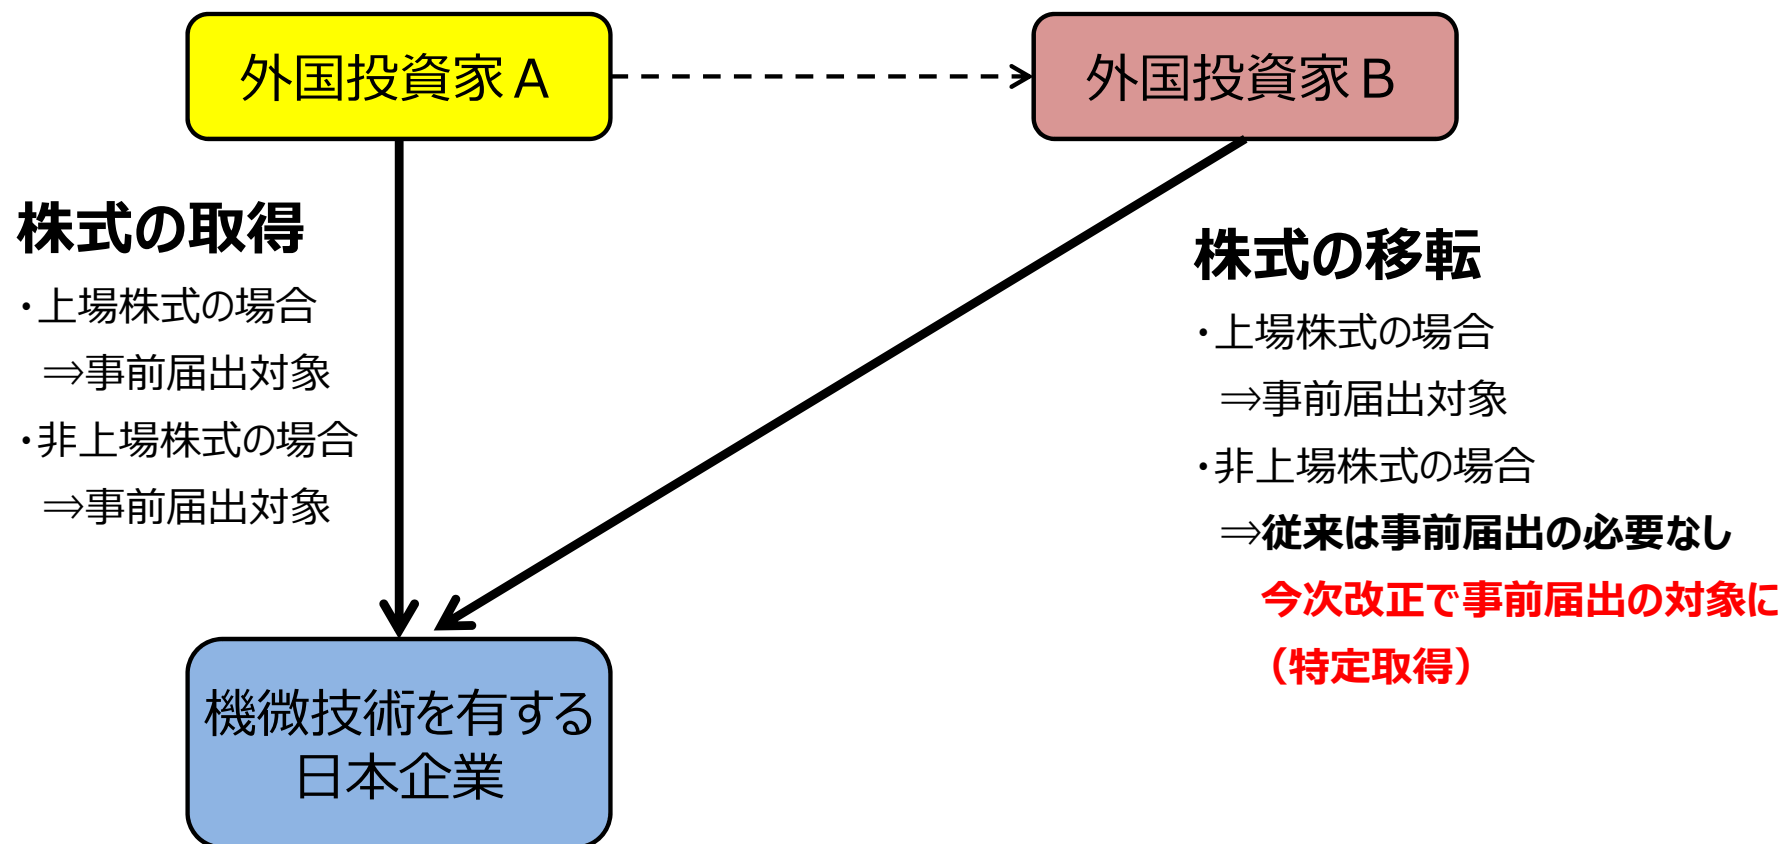 外国投資家A
外国投資家B
株式の取得
・上場株式の場合
⇒事前届出対象
・非上場株式の場合
⇒事前届出対象
株式の移転
・上場株式の場合
⇒事前届出対象
・非上場株式の場合
⇒従来は事前届出の必要なし
今次改正で事前届出の対象に
（特定取得）
機微技術を有する
日本企業